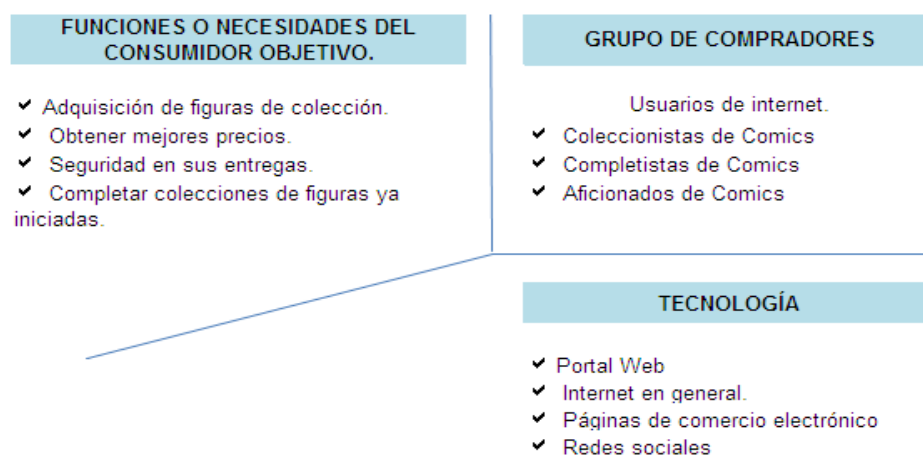 FUNCIONES O NECESIDADES DEL
CONSUMIDOR OBJETIVO.
✔ Adquisición de figuras de colección.
✔ Obtener mejores precios.
✔ Seguridad en sus entregas.
✔ Completar colecciones de figuras ya
iniciadas.
GRUPO DE COMPRADORES
Usuarios de internet.
✔ Coleccionistas de Comics
✔ Completistas de Comics
✔ Aficionados de Comics
TECNOLOGÍA
✔ Portal Web
✔ Internet en general.
✔ Páginas de comercio electrónico
✔ Redes sociales